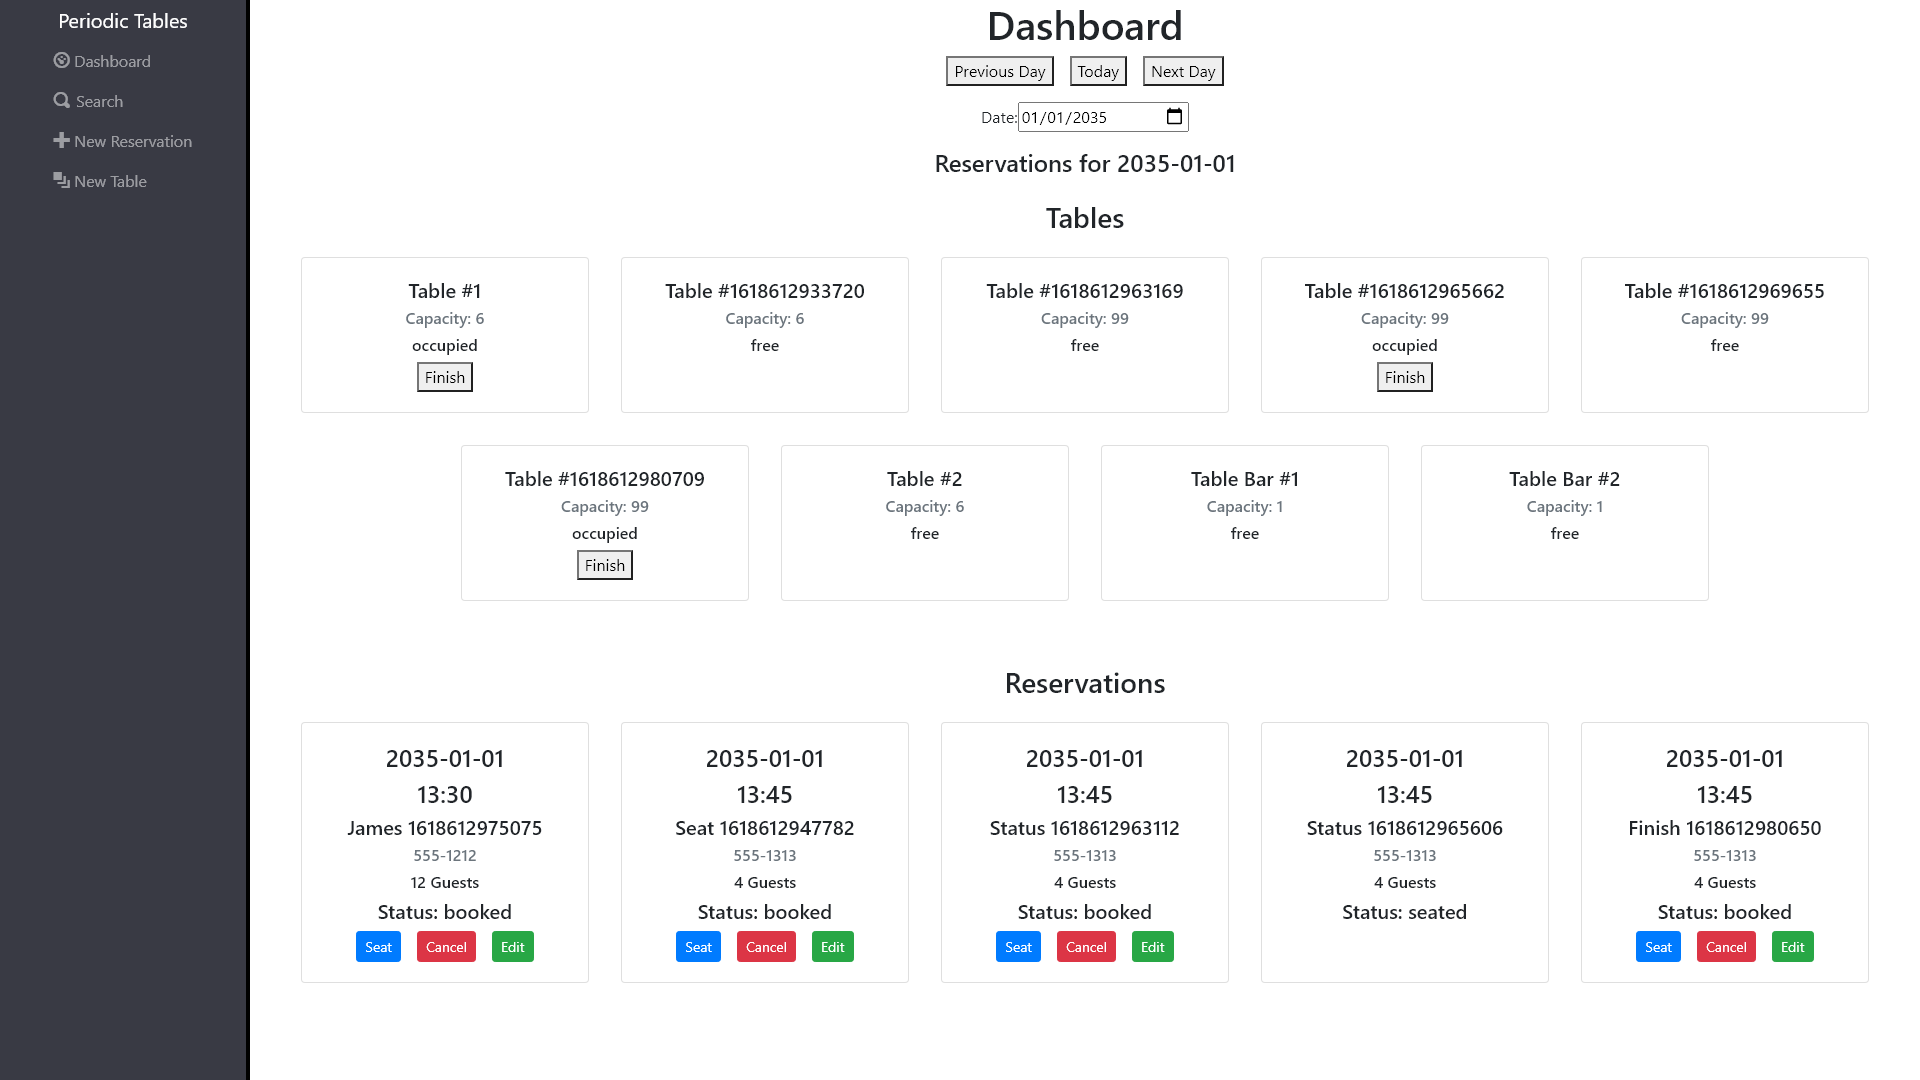 Periodic Tables
Dashboard
Search
New Reservation
New Table
Dashboard
Previous Day Today Next Day
Date: 01/01/2035
Reservations for 2035-01-01
Tables
Table #1
Capacity: 6
occupied
Finish
Table #1618612933720
Capacity: 6
free
Table #1618612963169
Capacity: 99
free
Table #1618612965662
Capacity: 99
occupied
Finish
Table #1618612969655
Capacity: 99
free
Table #1618612980709
Capacity: 99
occupied
Finish
Table #2
Capacity: 6
free
Table Bar #1
Capacity: 1
free
Table Bar #2
Capacity: 1
free
Reservations
2035-01-01
13:30
James 1618612975075
555-1212
12 Guests
Status: booked
Seat Cancel Edit
2035-01-01
13:45
Seat 1618612947782
555-1313
4 Guests
Status: booked
Seat Cancel Edit
2035-01-01
13:45
Status 1618612963112
555-1313
4 Guests
Status: booked
Seat Cancel Edit
2035-01-01
13:45
Status 1618612965606
555-1313
4 Guests
Status: seated
2035-01-01
13:45
Finish 1618612980650
555-1313
4 Guests
Status: booked
Seat Cancel Edit